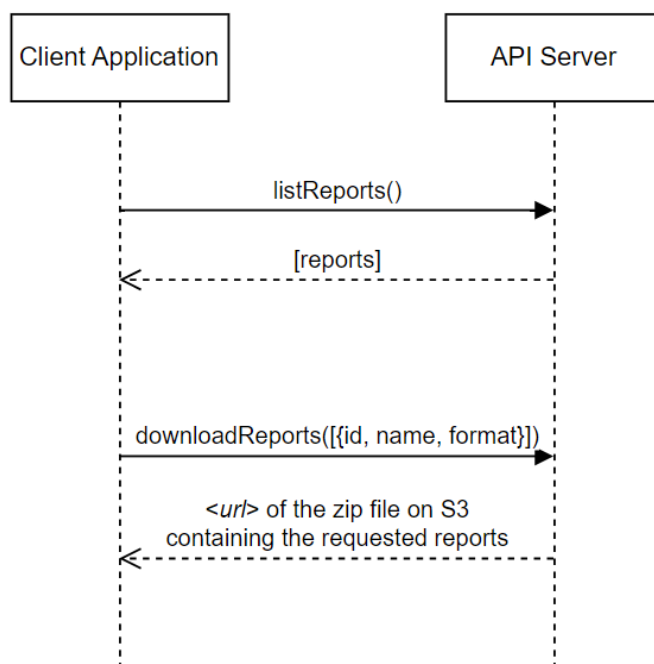 Client Application
API Server
listReports()
[reports]
downloadReports([{id, name, format}])
<url> of the zip file on S3
containing the requested reports